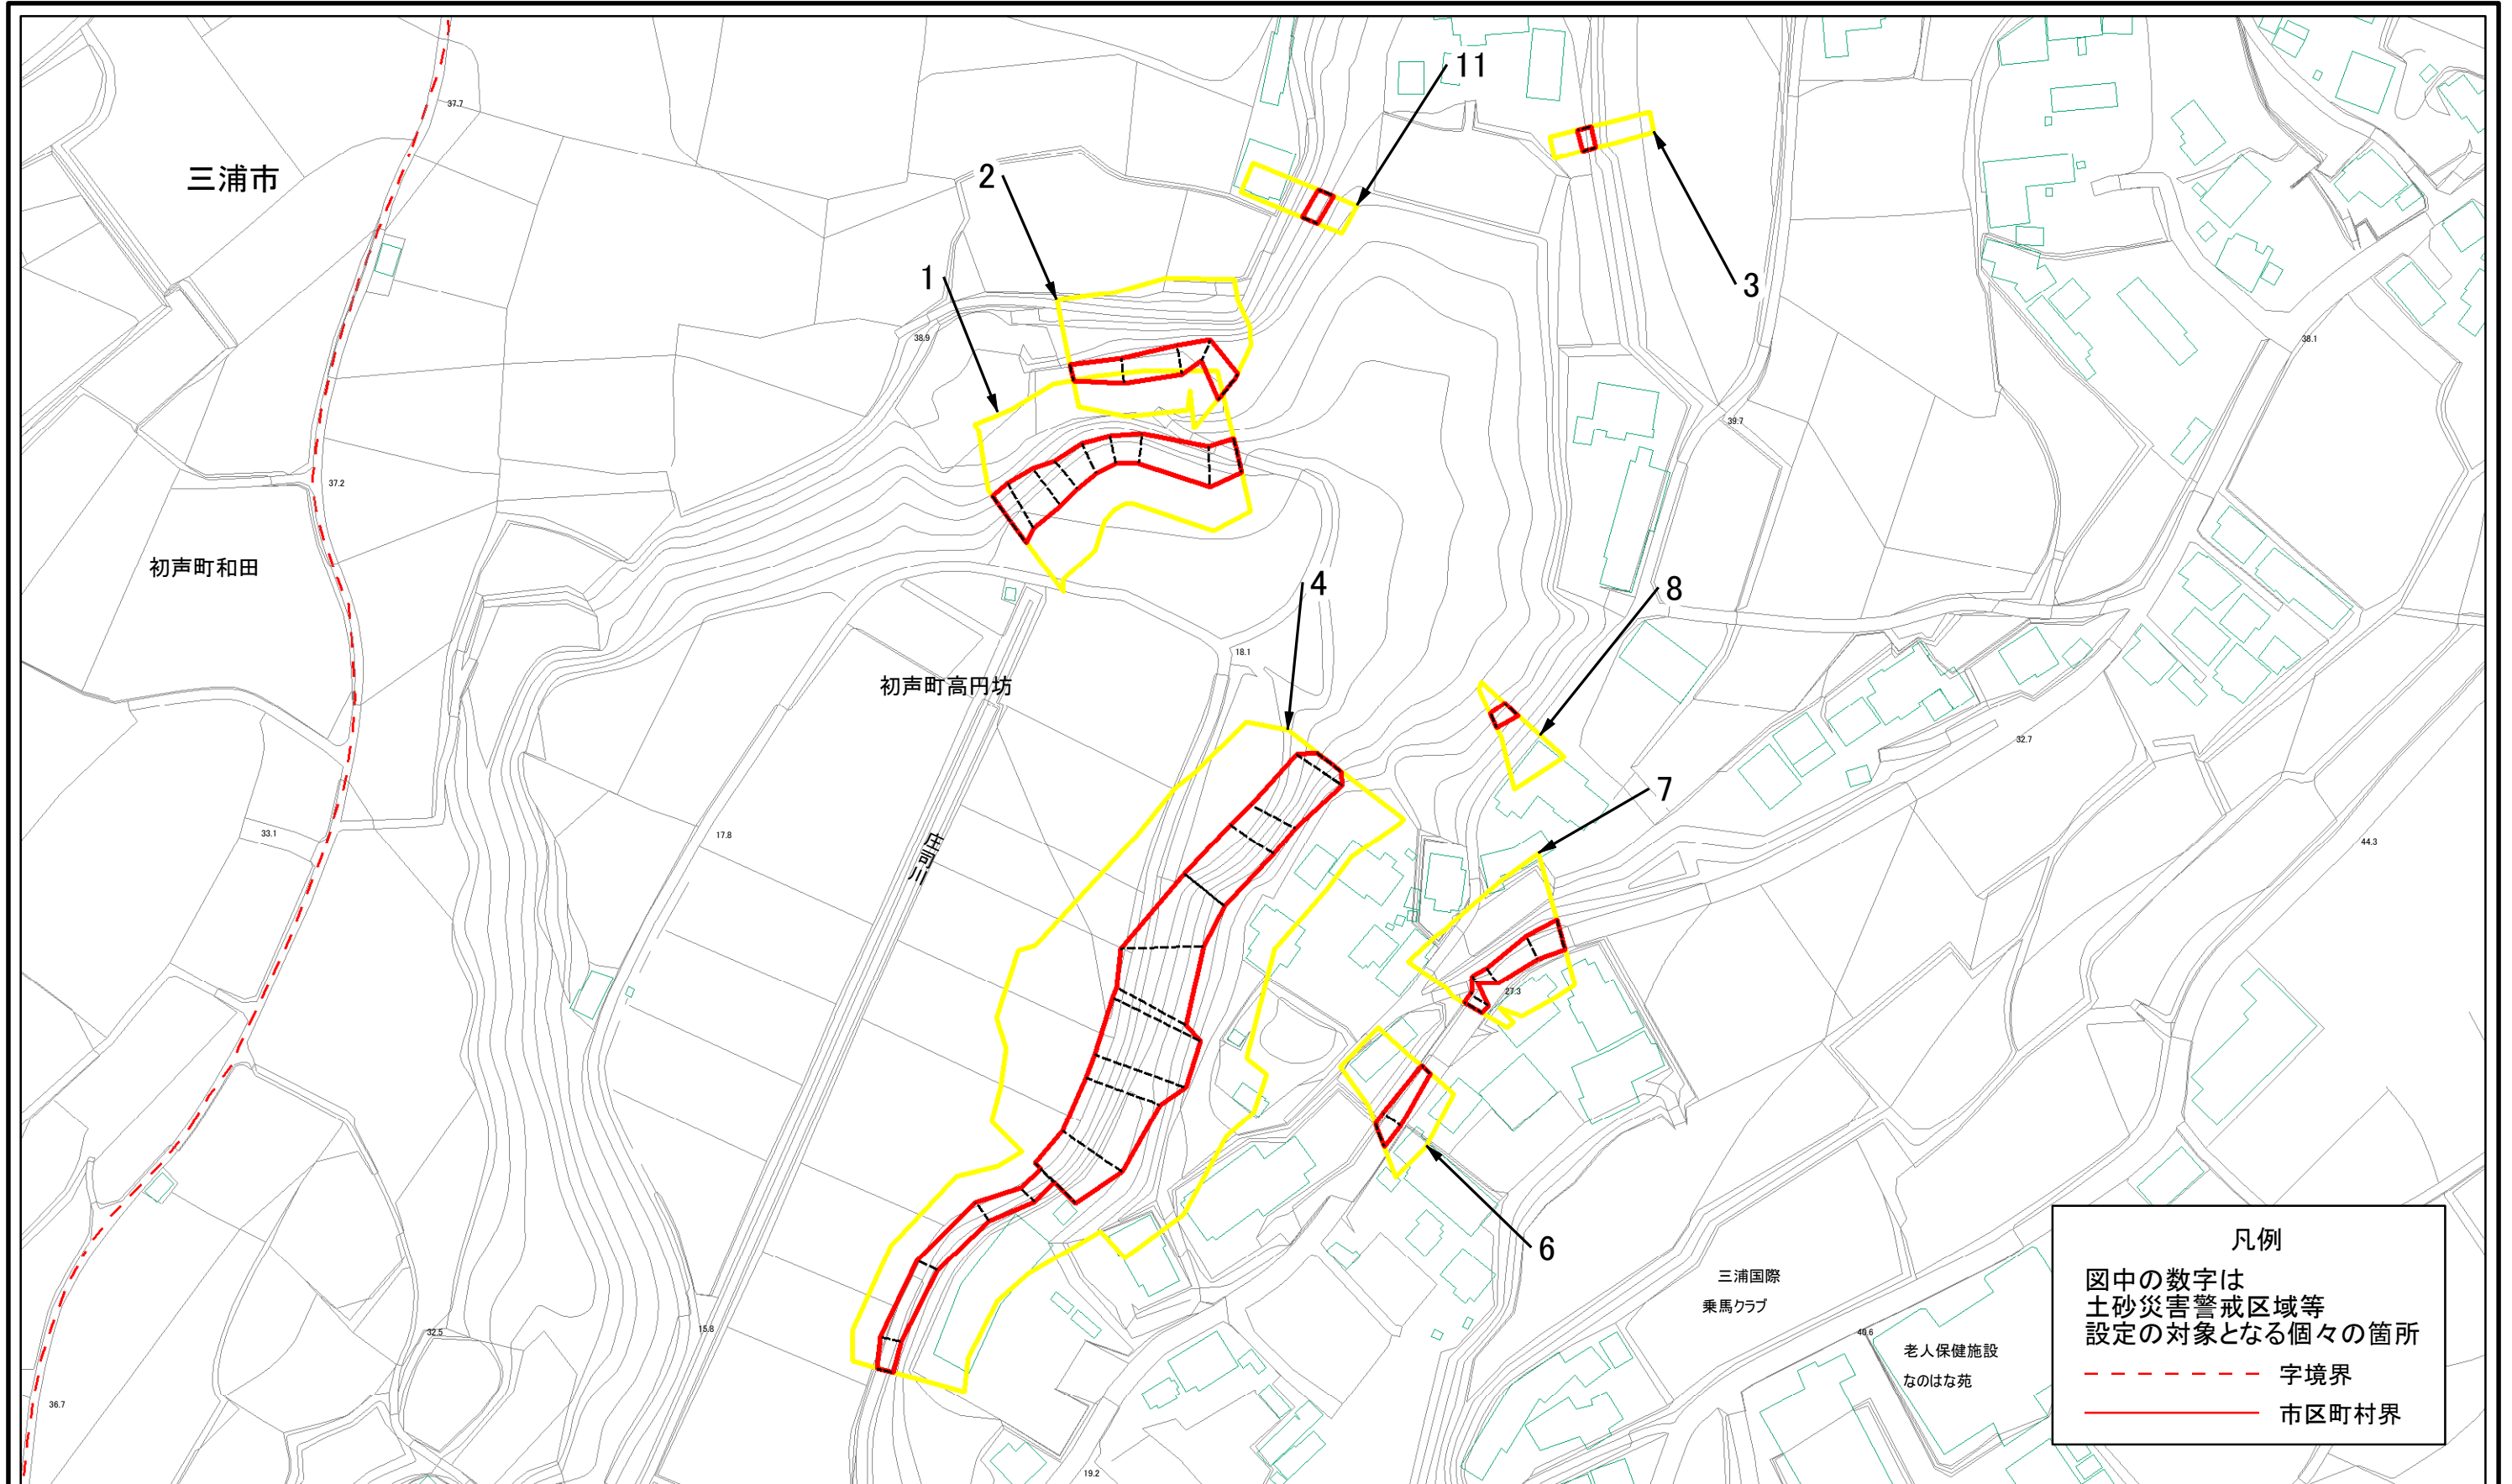 11
37.7
三浦市
2
3
1
38.9
38.1
39.7
37.2
初声町和田
4
8
18.1
初声町高円坊
32.7
7
33.1
17.8
庄司川
44.3
27.3
6
三浦国際
乗馬クラブ
15.8
32.5
40.6
老人保健施設
なのはな苑
36.7
19.2
凡例
図中の数字は
土砂災害警戒区域等
設定の対象となる個々の箇所
字境界
市区町村界